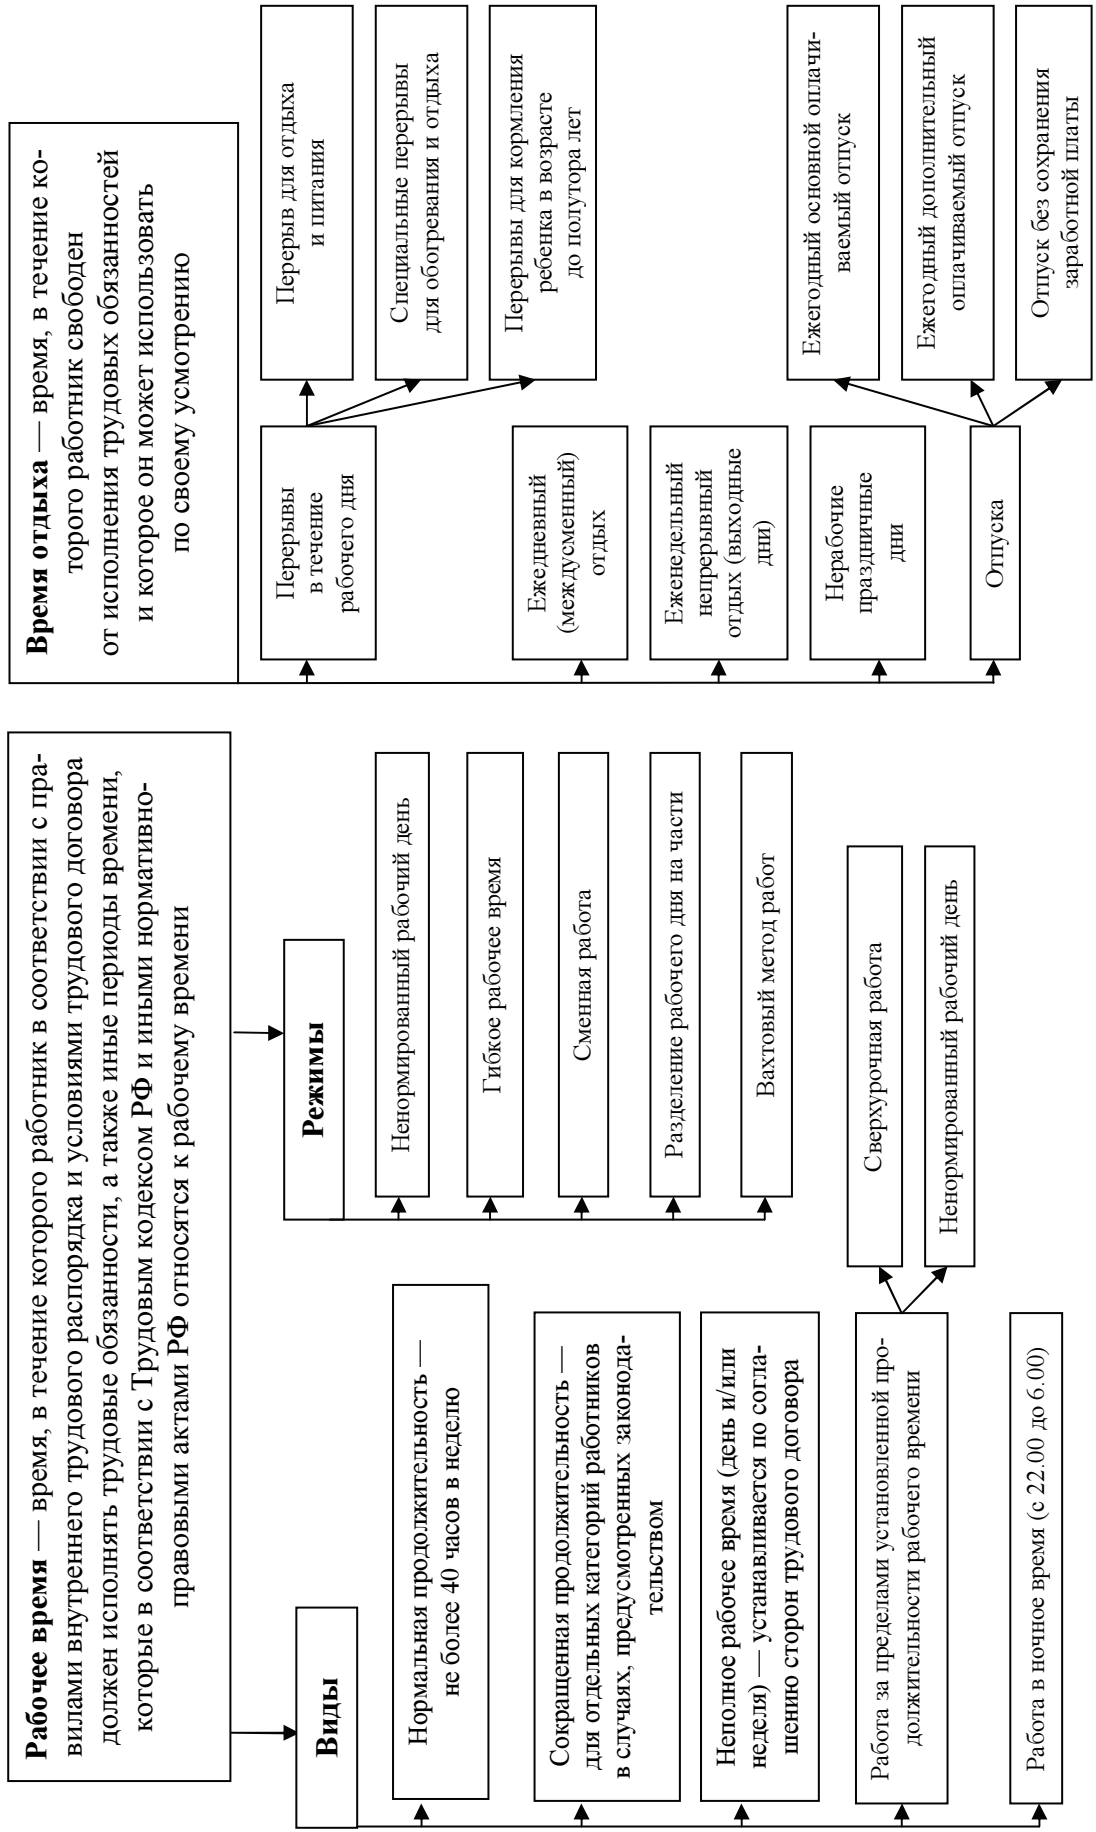 Рабочее время — время, в течение которого работник в соответствии с пра-
вилами внутреннего трудового распорядка и условиями трудового договора
должен исполнять трудовые обязанности, а также иные периоды времени,
которые в соответствии с Трудовым кодексом РФ и иными нормативно-
правовыми актами РФ относятся к рабочему времени
Виды
Нормальная продолжительность —
не более 40 часов в неделю
Сокращенная продолжительность —
для отдельных категорий работников
в случаях, предусмотренных законода-
тельством
Неполное рабочее время (день и/или
неделя) — устанавливается по согла-
шению сторон трудового договора
Работа за пределами установленной про-
должительности рабочего времени
Сверхурочная работа
Ненормированный рабочий день
Работа в ночное время (с 22.00 до 6.00)
Режимы
Ненормированный рабочий день
Гибкое рабочее время
Сменная работа
Разделение рабочего дня на части
Вахтовый метод работ
Время отдыха — время, в течение ко-
торого работник свободен
от исполнения трудовых обязанностей
и которое он может использовать
по своему усмотрению
Перерывы
в течение
рабочего дня
Перерыв для отдыха
и питания
Специальные перерывы
для обогревания и отдыха
Перерывы для кормления
ребенка в возрасте
до полутора лет
Ежедневный
(междусменный)
отдых
Еженедельный
непрерывный
отдых (выходные
дни)
Нерабочие
праздничные
дни
Отпуска
Ежегодный основной оплачи-
ваемый отпуск
Ежегодный дополнительный
оплачиваемый отпуск
Отпуск без сохранения
заработной платы